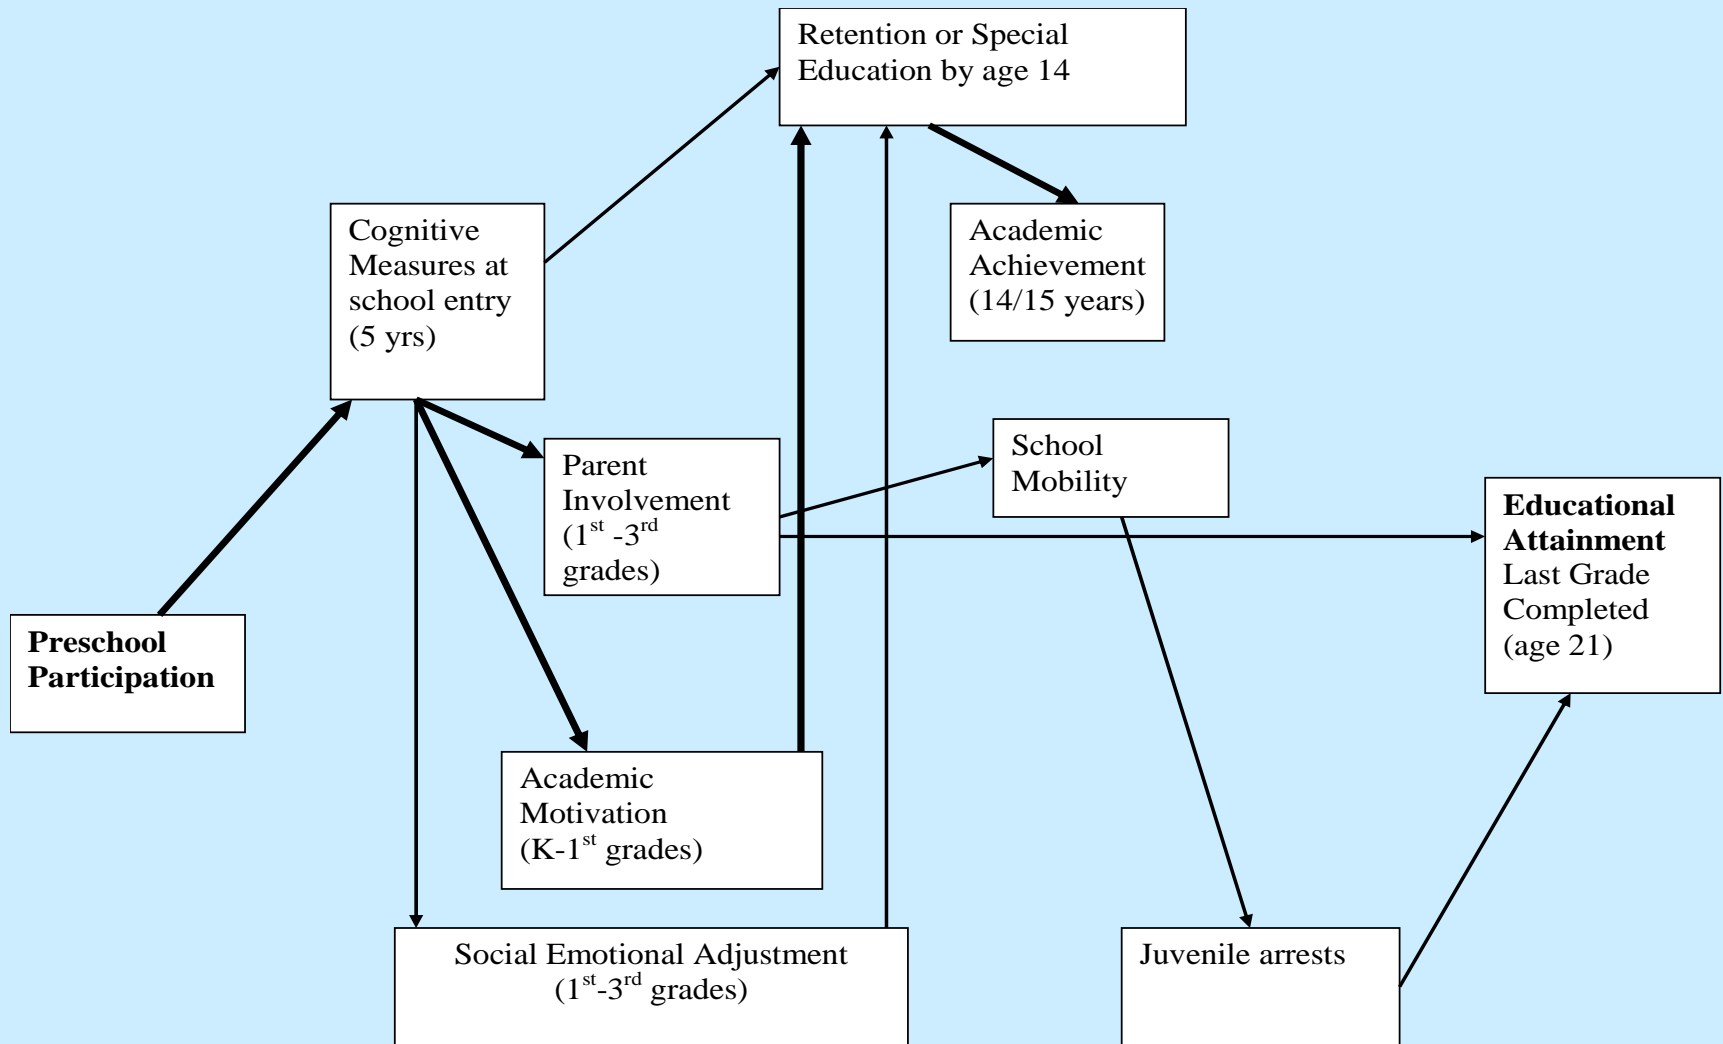 Retention or Special
Education by age 14
Cognitive
Measures at
school entry
(5 yrs)
Academic
Achievement
(14/15 years)
Parent
Involvement
(1st -3rd
grades)
School
Mobility
Educational
Attainment
Last Grade
Completed
(age 21)
Preschool
Participation
Academic
Motivation
(K-1st grades)
Social Emotional Adjustment
(1st-3rd grades)
Juvenile arrests